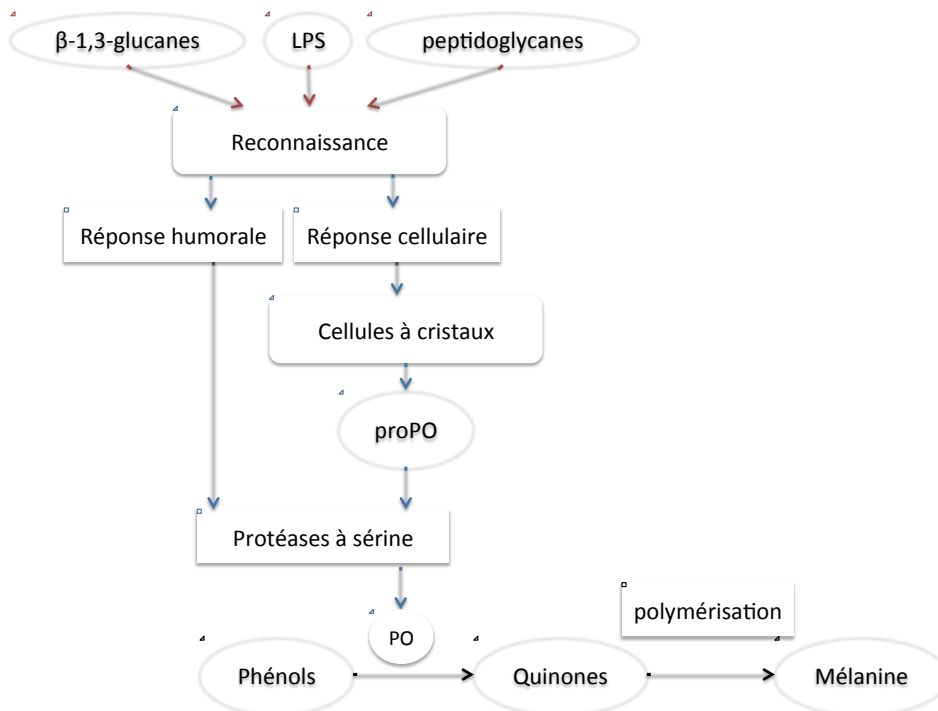 β-1,3-glucanes
LPS
peptidoglycanes
Reconnaissance
Réponse humorale
Réponse cellulaire
Cellules à cristaux
proPO
Protéases à sérine
polymérisation
PO
Phénols
Quinones
Mélanine